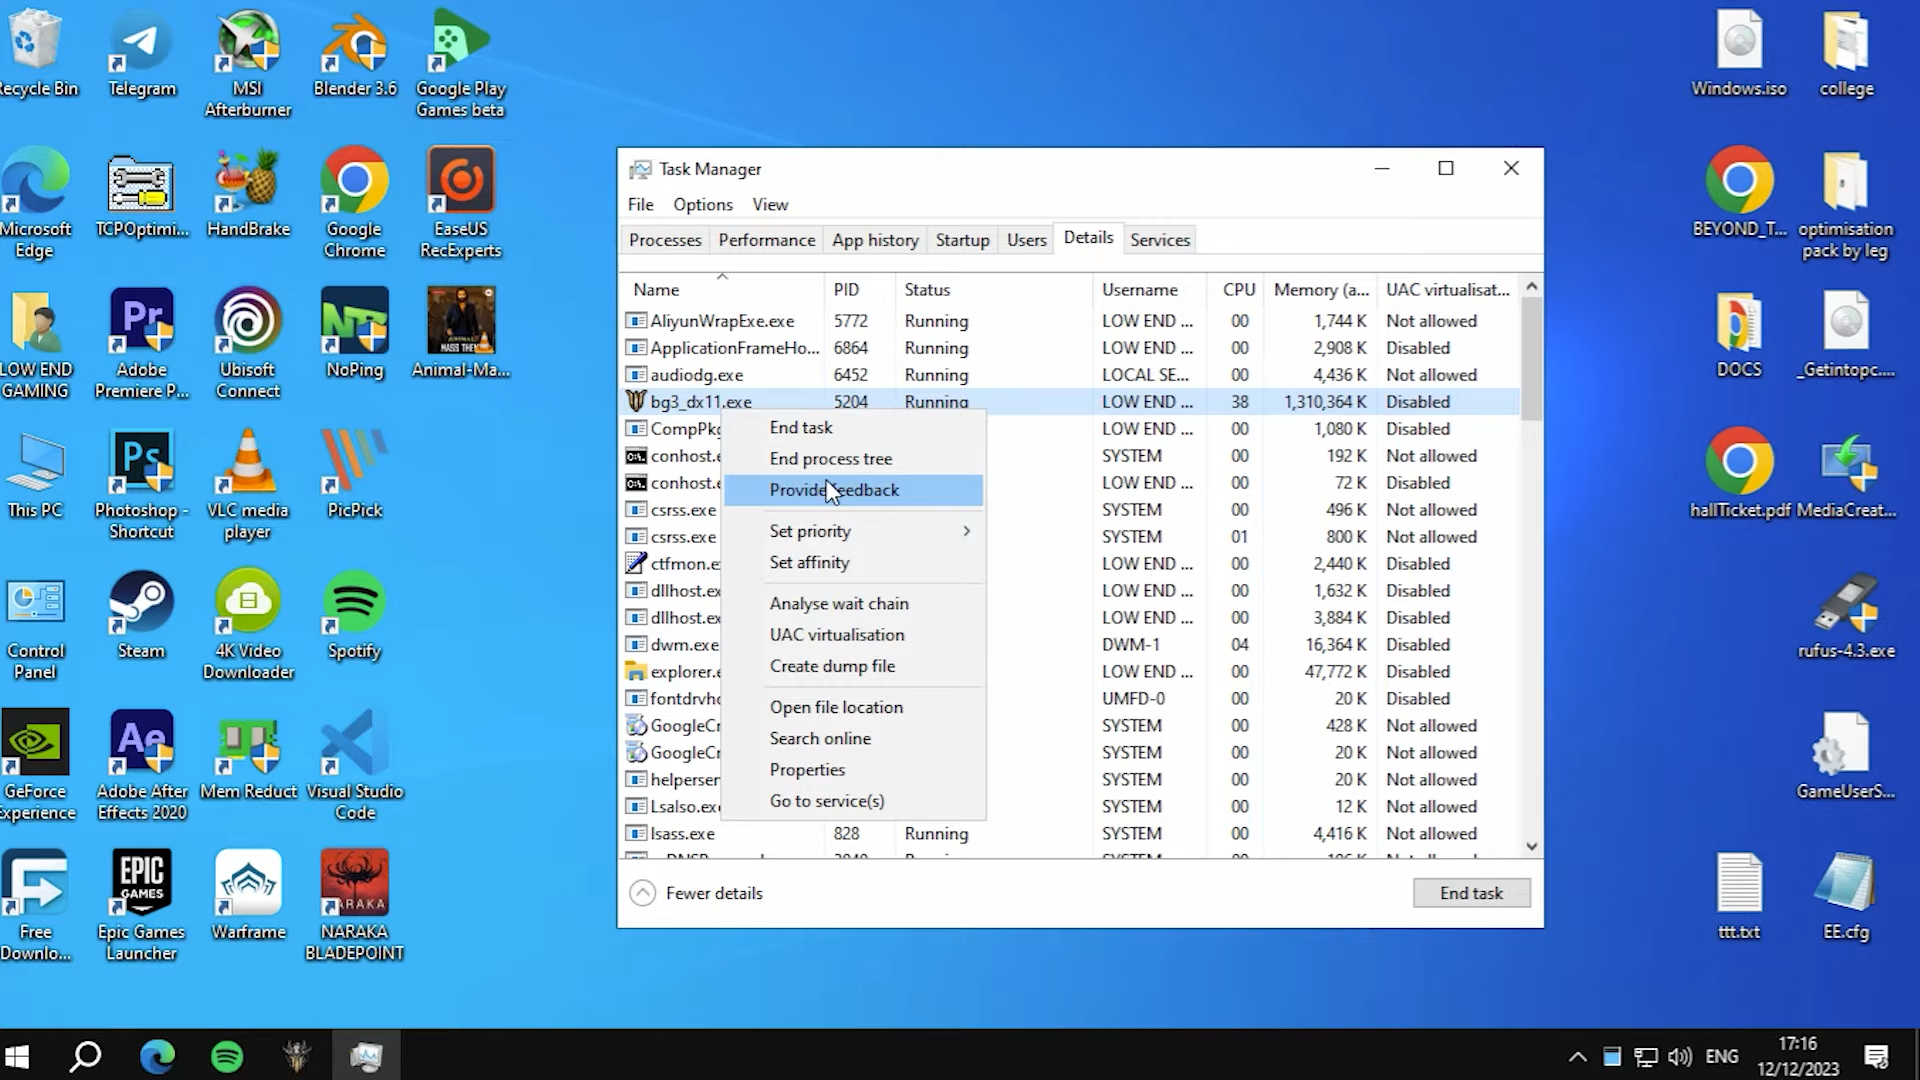 Recycle Bin
Telegram
MSI
Afterburner
Blender 3.6
Google Play
Games beta
Microsoft
Edge
TCPOptimi...
HandBrake
Google
Chrome
EaseUS
RecExperts
LOW END
GAMING
Adobe
Premiere P...
Ubisoft
Connect
NoPing
Animal-Ma...
This PC
Photoshop -
Shortcut
VLC media
player
PicPick
Control
Panel
Steam
4K Video
Downloader
Spotify
GeForce
Experience
Adobe After
Effects 2020
Mem Reduct
Visual Studio
Code
Free
Downlo...
Epic Games
Launcher
Warframe
NARAKA
BLADEPOINT
Task Manager
File Options View
Processes Performance App history Startup Users Details Services
Name PID Status Username CPU Memory (a... UAC virtualisat...
AliyunWrapExe.exe 5772 Running LOW END ... 00 1,744 K Not allowed
ApplicationFrameHo... 6864 Running LOW END ... 00 2,908 K Disabled
audiodg.exe 6452 Running LOCAL SE... 00 4,436 K Not allowed
bg3_dx11.exe 5204 Running LOW END ... 38 1,310,364 K Disabled
CompPkg LOW END ... 00 1,080 K Disabled
conhost.e SYSTEM 00 192 K Not allowed
conhost.e LOW END ... 00 72 K Disabled
csrss.exe SYSTEM 00 496 K Not allowed
csrss.exe SYSTEM 01 800 K Not allowed
ctfmon.e LOW END ... 00 2,440 K Disabled
dllhost.ex LOW END ... 00 1,632 K Disabled
dllhost.ex LOW END ... 00 3,884 K Disabled
dwm.exe DWM-1 04 16,364 K Disabled
explorer.e LOW END ... 00 47,772 K Disabled
fontdrvho UMFD-0 00 20 K Disabled
GoogleCr SYSTEM 00 428 K Not allowed
GoogleCr SYSTEM 00 20 K Not allowed
helperser SYSTEM 00 20 K Not allowed
Lsalso.exe SYSTEM 00 12 K Not allowed
lsass.exe 828 Running SYSTEM 00 4,416 K Not allowed
End task
End process tree
Provide feedback
Set priority
Set affinity
Analyse wait chain
UAC virtualisation
Create dump file
Open file location
Search online
Properties
Go to service(s)
Fewer details
End task
Windows.iso
college
BEYOND_T...
optimisation
pack by leg
DOCS
_Getintopc....
hallTicket.pdf
MediaCreat...
rufus-4.3.exe
GameUserS...
ttt.txt
EE.cfg
ENG
17:16
12/12/2023